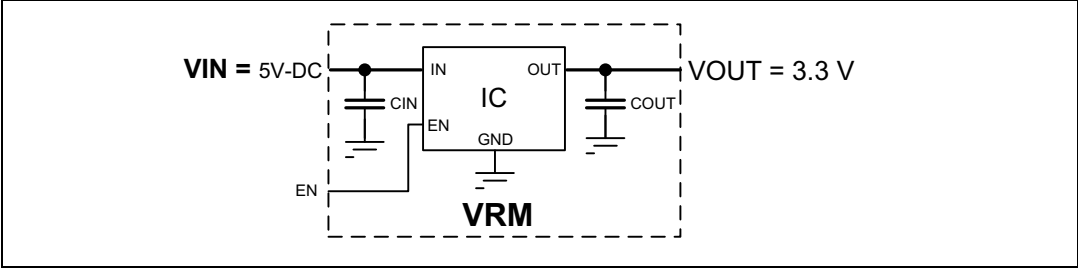 VIN = 5V-DC
IN
OUT
VOUT = 3.3 V
CIN
IC
COUT
EN
GND
EN
VRM